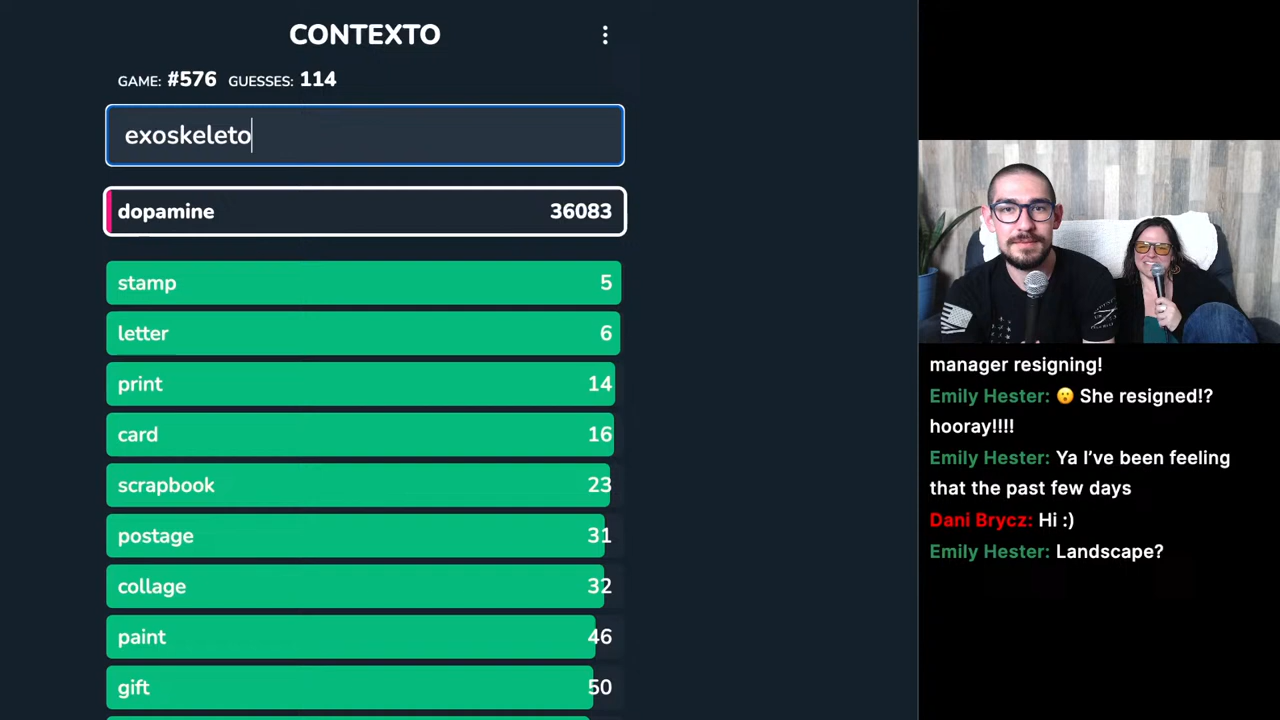 CONTEXTO
GAME: #576 GUESSES: 114
exoskeleto
dopamine 36083
stamp 5
letter 6
print 14
card 16
scrapbook 23
postage 31
collage 32
paint 46
gift 50
manager resigning!
Emily Hester: 😮 She resigned!?
hooray!!!!
Emily Hester: Ya I've been feeling
that the past few days
Dani Brycz: Hi :)
Emily Hester: Landscape?